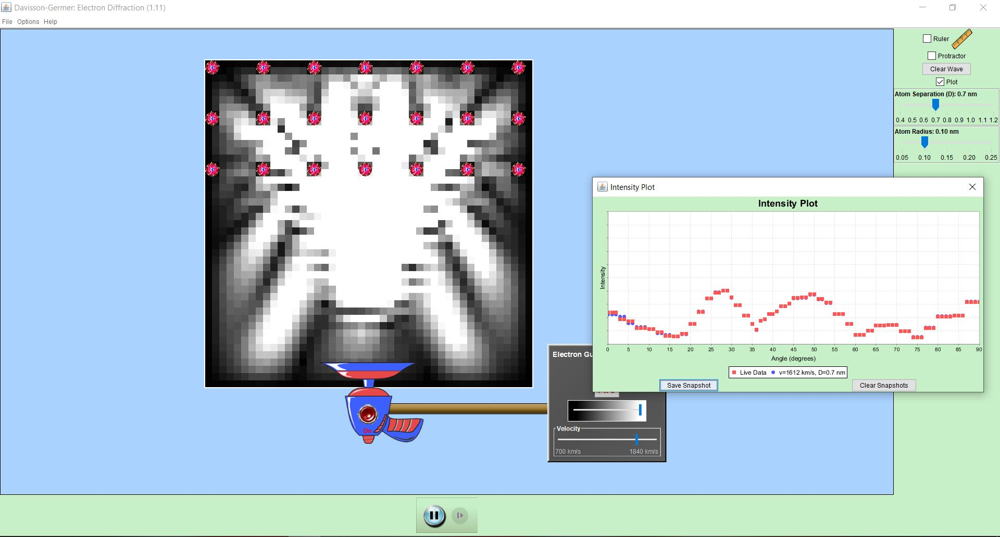 Davisson-Germer: Electron Diffraction (1.11)
File Options Help
Ruler
Protractor
Clear Wave
Plot
Atom Separation (D): 0.7 nm
0.4 0.5 0.6 0.7 0.8 0.9 1.0 1.1 1.2
Atom Radius: 0.10 nm
0.05 0.10 0.15 0.20 0.25
Intensity Plot
Intensity Plot
Intensity
0 5 10 15 20 25 30 35 40 45 50 55 60 65 70 75 80 85 90
Angle (degrees)
Live Data v=1612 km/s, D=0.7 nm
Save Snapshot Clear Snapshots
Electron Gu
Velocity
700 km/s 1840 km/s
On